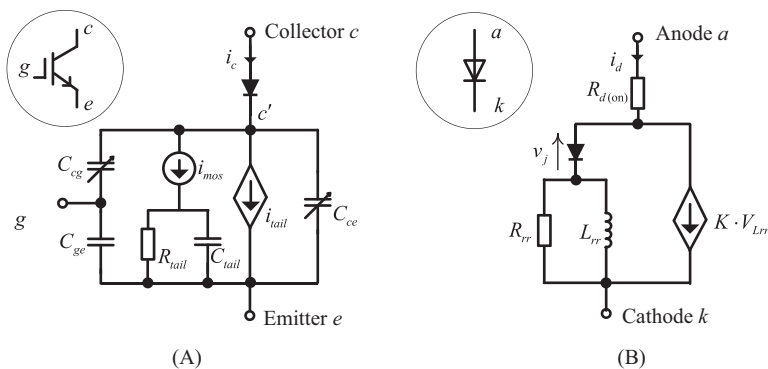 c
g
e
Collector c
i_c
c'
C_cg
i_mos
g
C_ge
R_tail
C_tail
i_tail
C_ce
Emitter e
(A)
a
k
Anode a
i_d
R_d(on)
v_j
R_rr
L_rr
K · V_Lrr
Cathode k
(B)